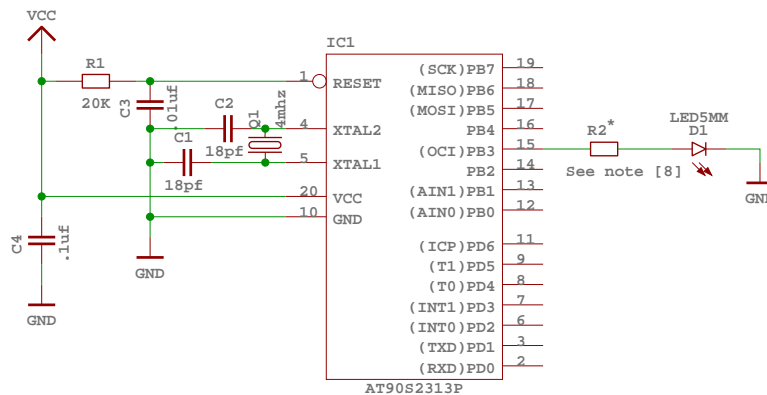 VCC
IC1
R1
20K
C3
.01uf
C2
18pf
C1
18pf
Q1
4mhz
C4
.1uf
GND
GND
1 RESET
4 XTAL2
5 XTAL1
20 VCC
10 GND
(SCK)PB7 19
(MISO)PB6 18
(MOSI)PB5 17
PB4 16
(OCI)PB3 15
PB2 14
(AIN1)PB1 13
(AIN0)PB0 12
(ICP)PD6 11
(T1)PD5 9
(T0)PD4 8
(INT1)PD3 7
(INT0)PD2 6
(TXD)PD1 3
(RXD)PD0 2
AT90S2313P
R2*
See note [8]
LED5MM
D1
GND